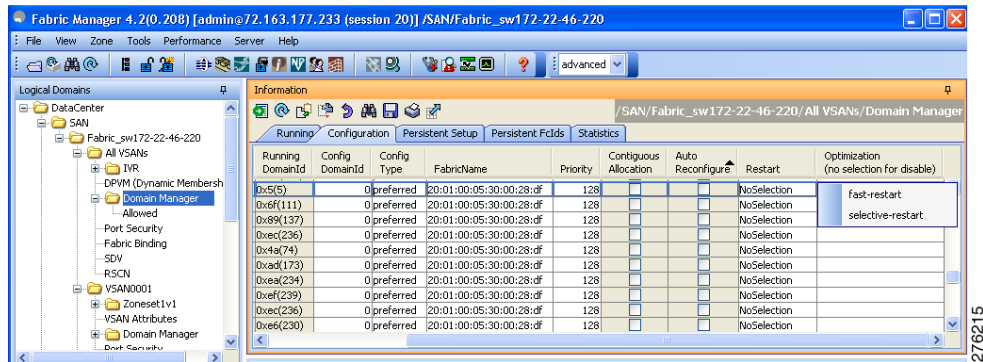 Fabric Manager 4.2(0.208) [admin@72.163.177.233 (session 20)] /SAN/Fabric_sw172-22-46-220
File View Zone Tools Performance Server Help
advanced
Logical Domains
Information
DataCenter
SAN
Fabric_sw172-22-46-220
All VSANs
IVR
DPVM (Dynamic Membersh
Domain Manager
Allowed
Port Security
Fabric Binding
SDV
RSCN
VSAN0001
Zoneset1v1
VSAN Attributes
Domain Manager
Port Security
/SAN/Fabric_sw172-22-46-220/All VSANs/Domain Manager
Running Configuration Persistent Setup Persistent FcIds Statistics
Running DomainId Config DomainId Config Type FabricName Priority Contiguous Allocation Auto Reconfigure Restart Optimization (no selection for disable)
0x5(5) 0 preferred 20:01:00:05:30:00:28:df 128 NoSelection
0x6f(111) 0 preferred 20:01:00:05:30:00:28:df 128 NoSelection
0x89(137) 0 preferred 20:01:00:05:30:00:28:df 128 NoSelection
0xec(236) 0 preferred 20:01:00:05:30:00:28:df 128 NoSelection
0x4a(74) 0 preferred 20:01:00:05:30:00:28:df 128 NoSelection
0xad(173) 0 preferred 20:01:00:05:30:00:28:df 128 NoSelection
0xea(234) 0 preferred 20:01:00:05:30:00:28:df 128 NoSelection
0xef(239) 0 preferred 20:01:00:05:30:00:28:df 128 NoSelection
0xec(236) 0 preferred 20:01:00:05:30:00:28:df 128 NoSelection
0xe6(230) 0 preferred 20:01:00:05:30:00:28:df 128 NoSelection
fast-restart
selective-restart
276215